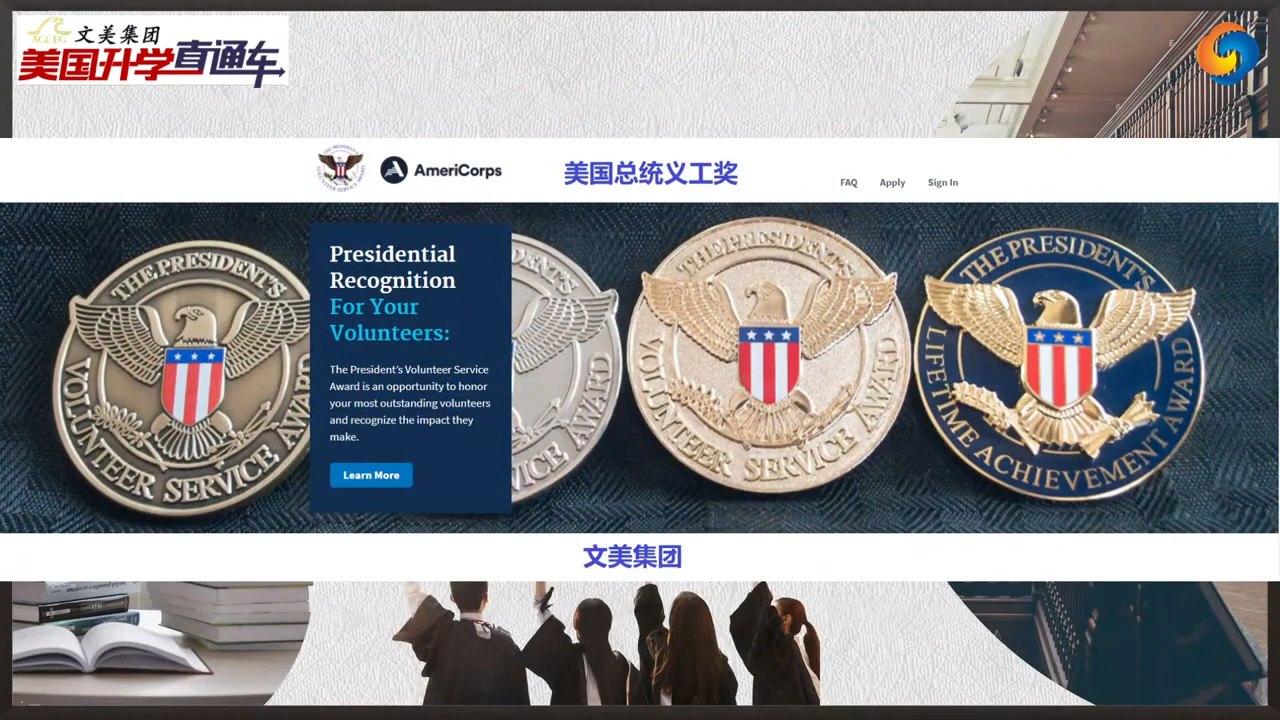 AGCEG 文美集团
美国升学直通车
AmeriCorps
美国总统义工奖
FAQ
Apply
Sign In
Presidential
Recognition
For Your
Volunteers:
The President's Volunteer Service
Award is an opportunity to honor
your most outstanding volunteers
and recognize the impact they
make.
Learn More
THE PRESIDENT'S
VOLUNTEER SERVICE AWARD
THE PRESIDENT'S
VOLUNTEER SERVICE AWARD
THE PRESIDENT'S
LIFETIME ACHIEVEMENT AWARD
文美集团